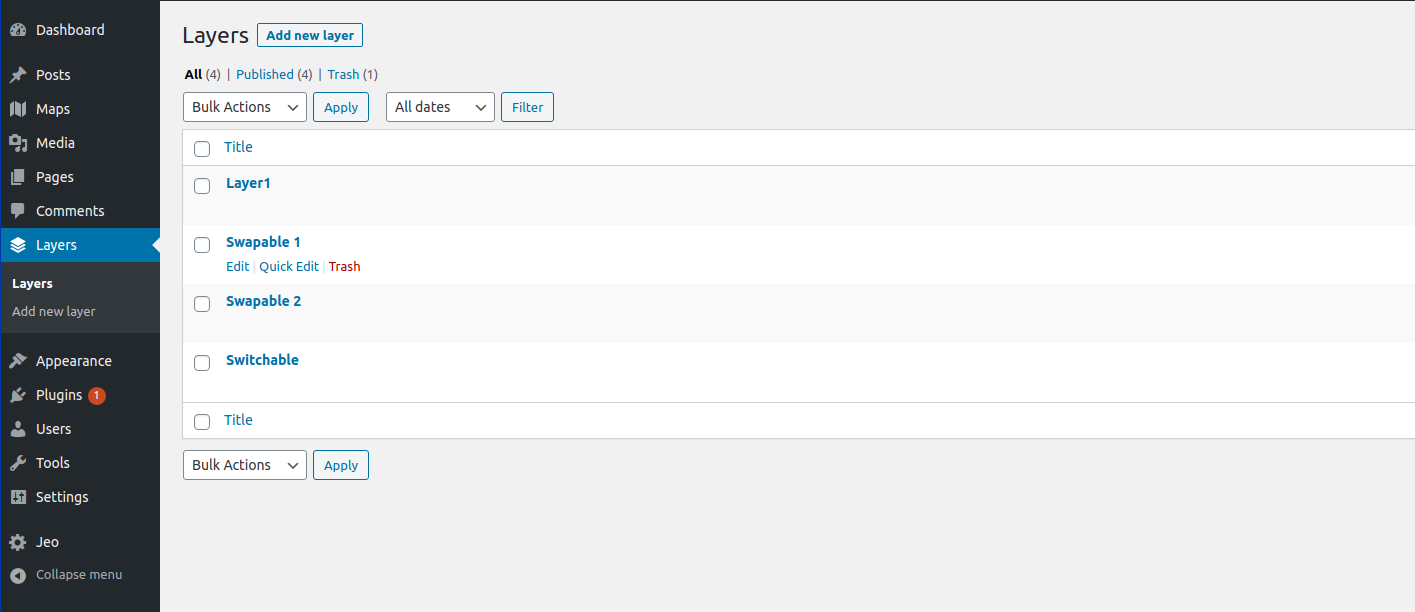 Dashboard
Posts
Maps
Media
Pages
Comments
Layers
Layers
Add new layer
Appearance
Plugins 1
Users
Tools
Settings
Jeo
Collapse menu
Layers Add new layer
All (4) | Published (4) | Trash (1)
Bulk Actions Apply All dates Filter
Title
Layer1
Swapable 1
Edit | Quick Edit | Trash
Swapable 2
Switchable
Title
Bulk Actions Apply